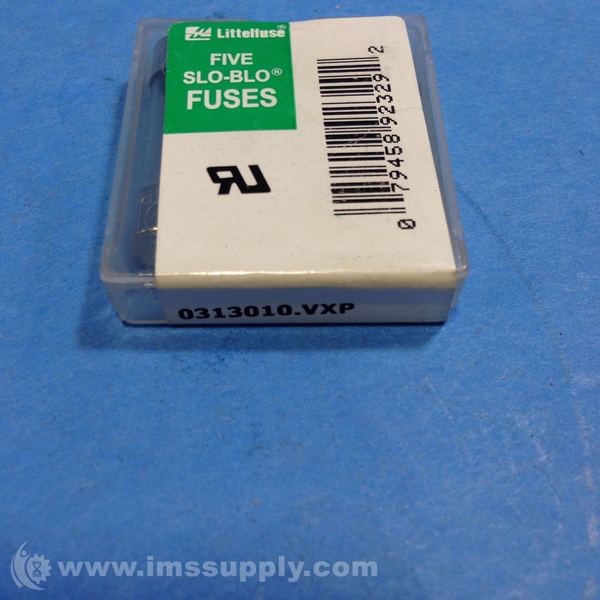 Littelfuse®
FIVE
SLO-BLO®
FUSES
0 79458 92329 2
0313010.VXP
www.imssupply.com